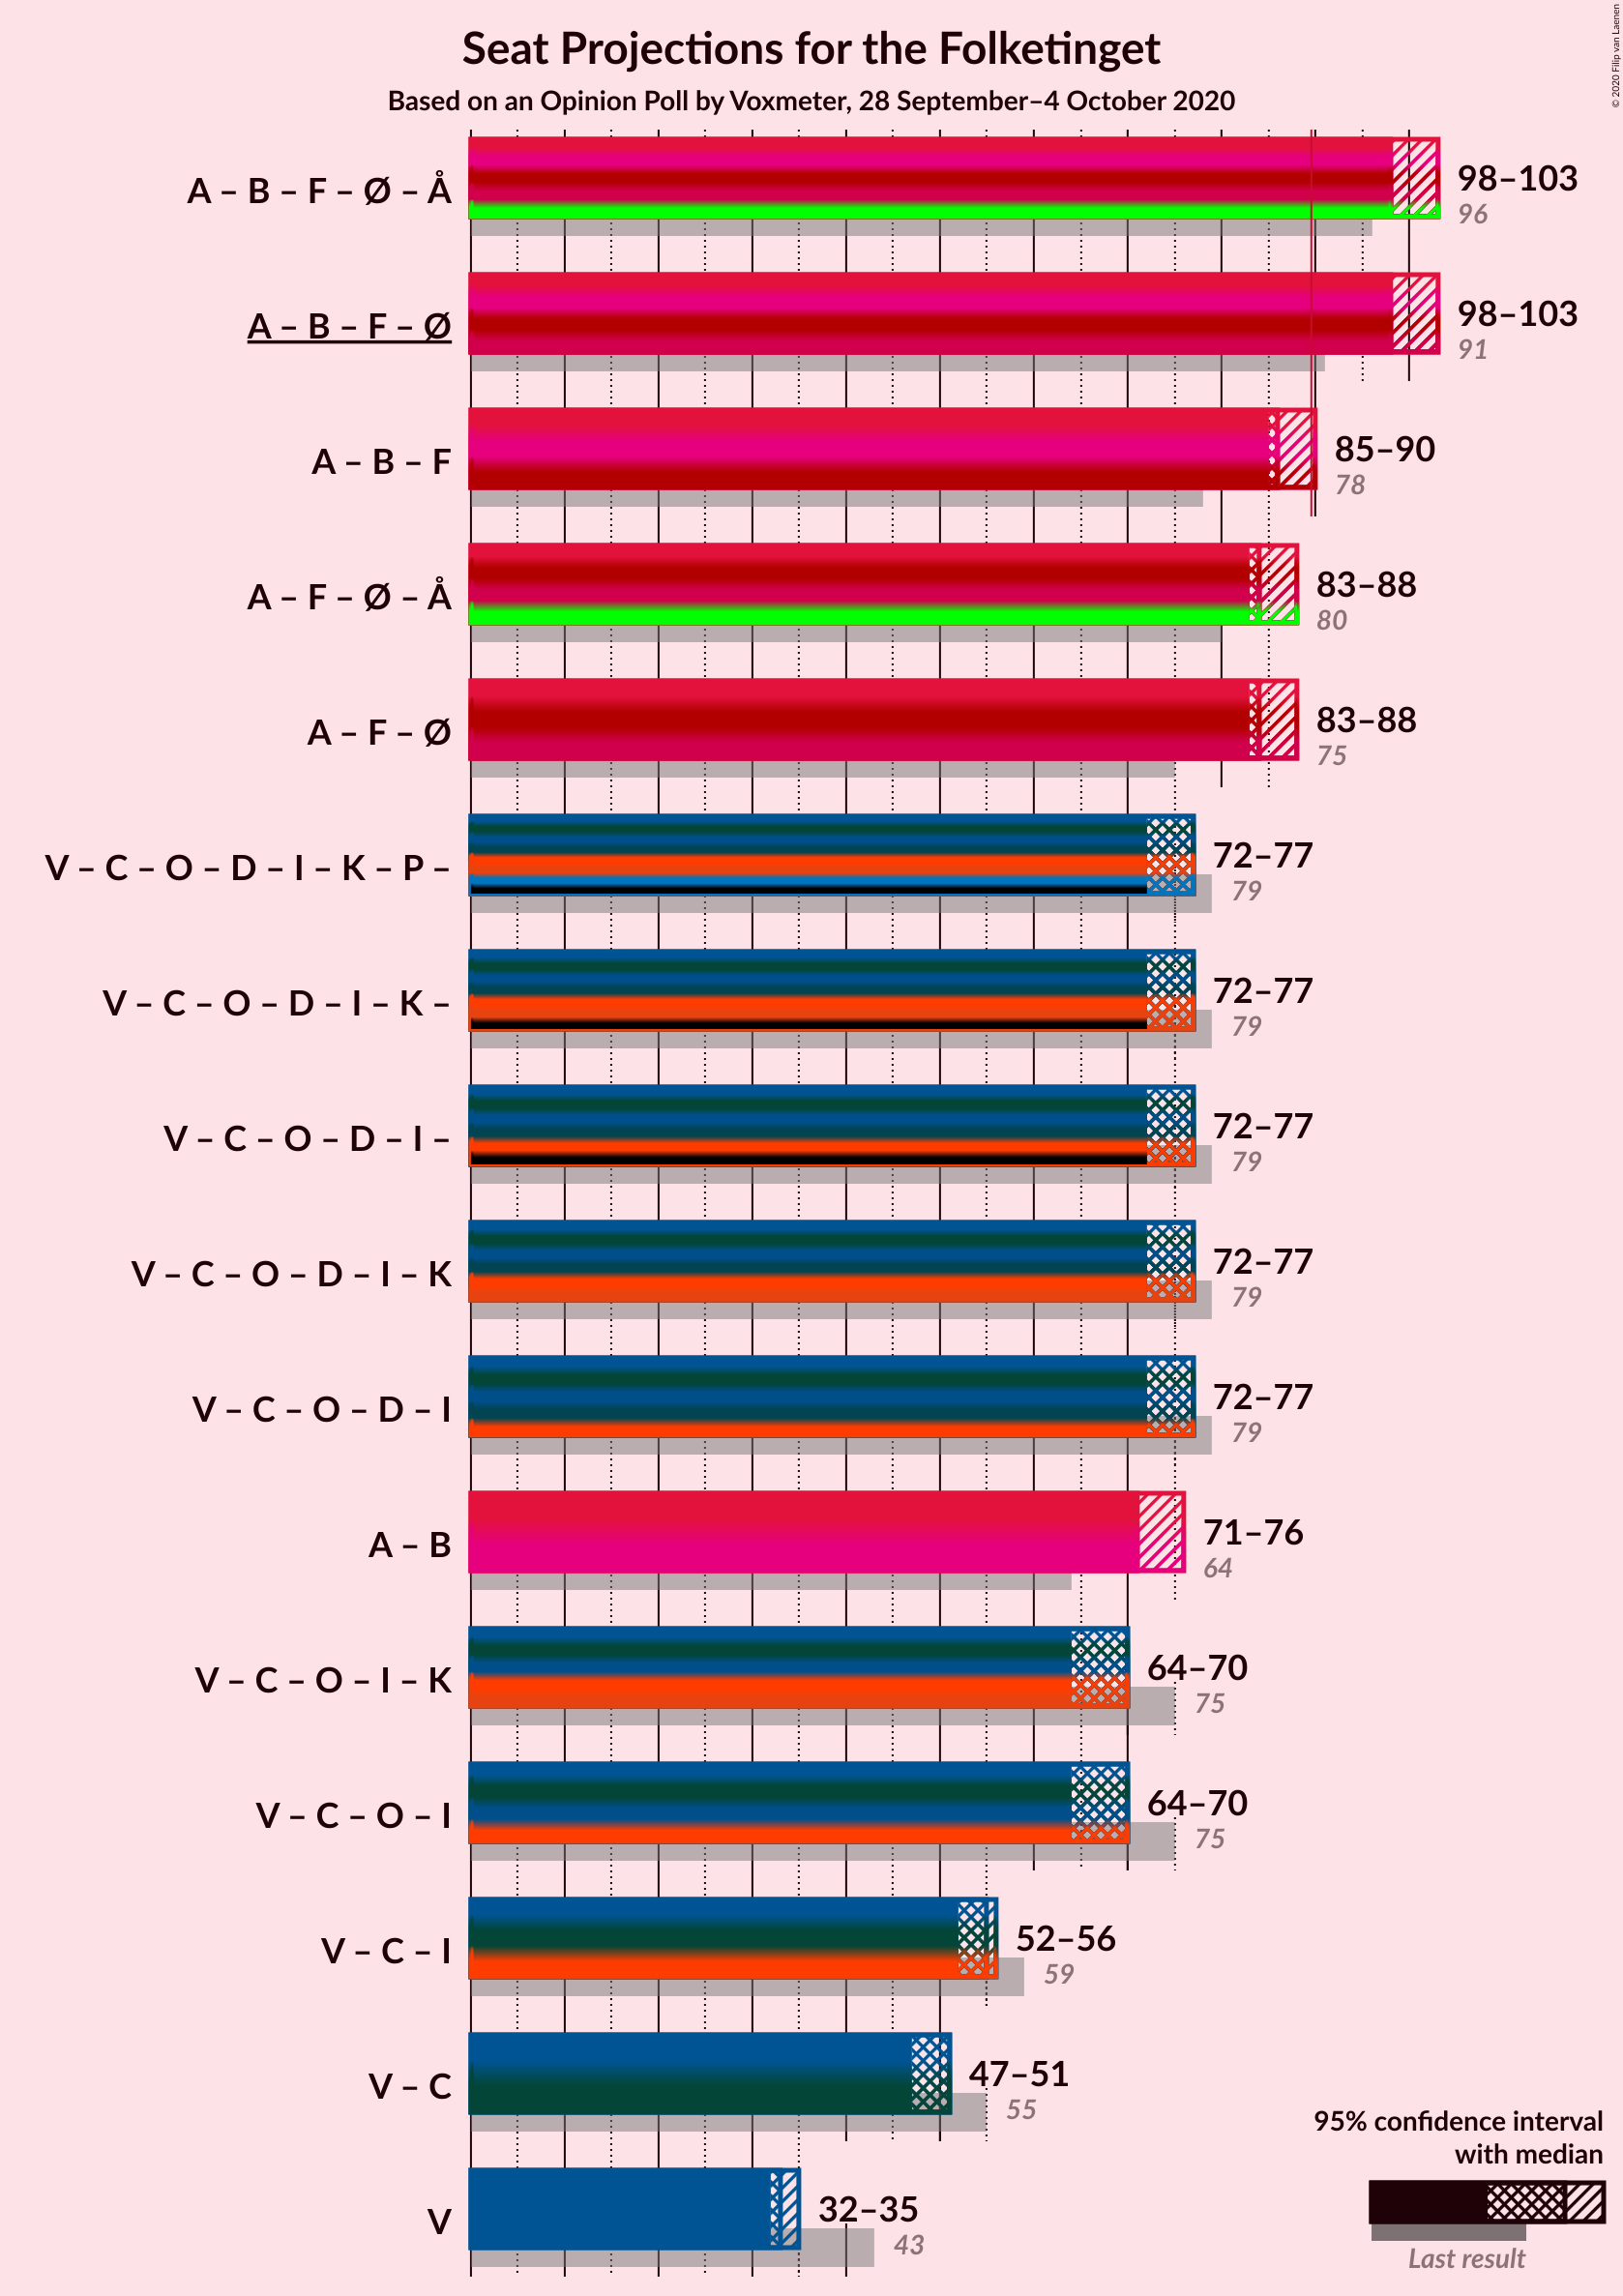 Seat Projections for the Folketinget
Based on an Opinion Poll by Voxmeter, 28 September–4 October 2020
© 2020 Filip van Laenen
A – B – F – Ø – Å
98–103
96
A – B – F – Ø
98–103
91
A – B – F
85–90
78
A – F – Ø – Å
83–88
80
A – F – Ø
83–88
75
V – C – O – D – I – K – P –
72–77
79
V – C – O – D – I – K –
72–77
79
V – C – O – D – I –
72–77
79
V – C – O – D – I – K
72–77
79
V – C – O – D – I
72–77
79
A – B
71–76
64
V – C – O – I – K
64–70
75
V – C – O – I
64–70
75
V – C – I
52–56
59
V – C
47–51
55
V
32–35
43
95% confidence interval
with median
Last result